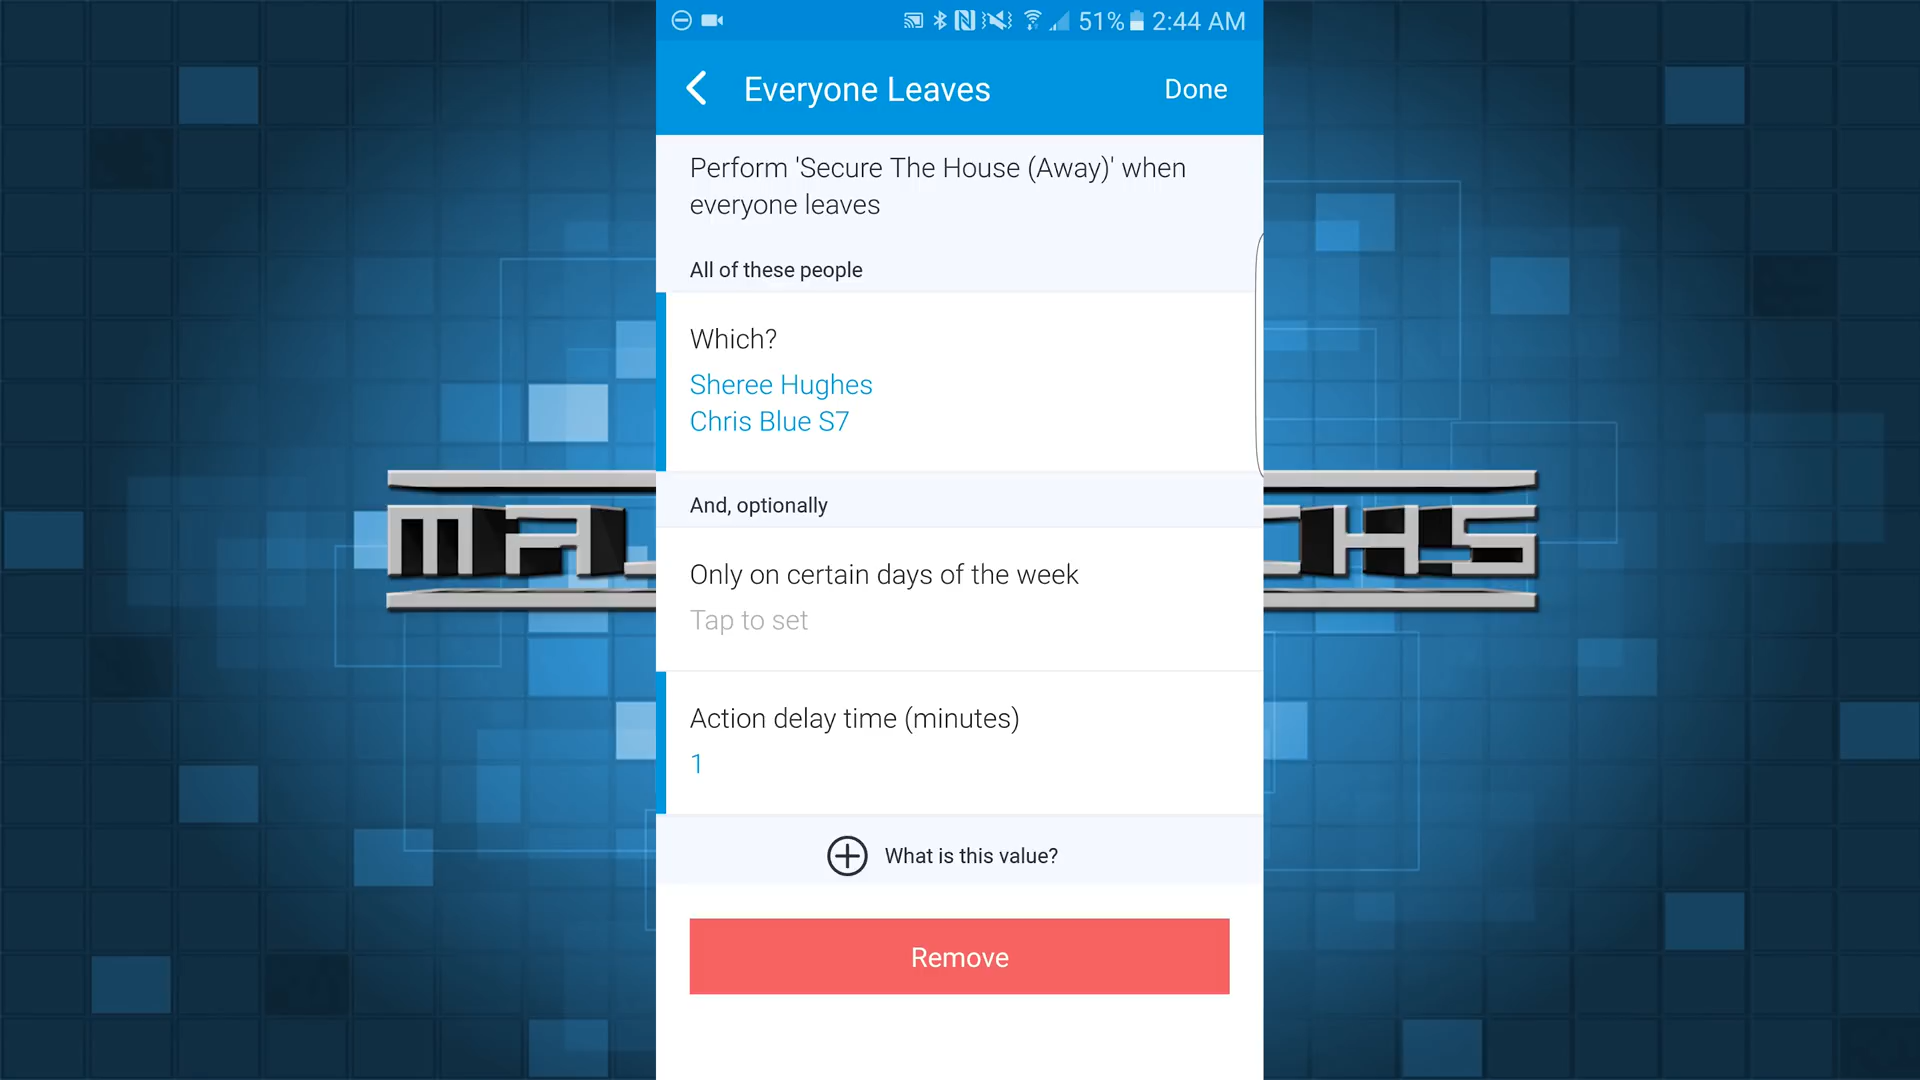 51% 2:44 AM
Everyone Leaves
Done
Perform 'Secure The House (Away)' when
everyone leaves
All of these people
Which?
Sheree Hughes
Chris Blue S7
And, optionally
Only on certain days of the week
Tap to set
Action delay time (minutes)
1
What is this value?
Remove